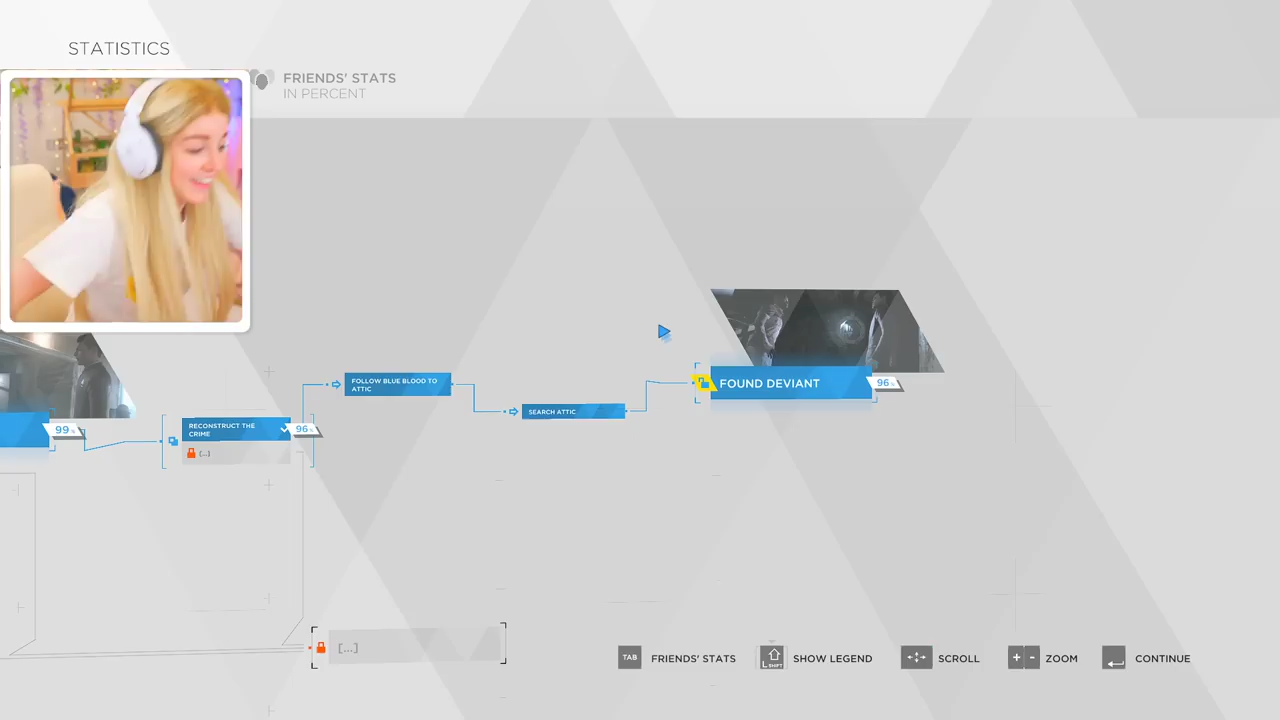 STATISTICS
FRIENDS' STATS
IN PERCENT
FOLLOW BLUE BLOOD TO
ATTIC
FOUND DEVIANT
96%
SEARCH ATTIC
99%
RECONSTRUCT THE
CRIME
96%
[...]
[...]
TAB
FRIENDS' STATS
L SHIFT
SHOW LEGEND
SCROLL
+ -
ZOOM
CONTINUE